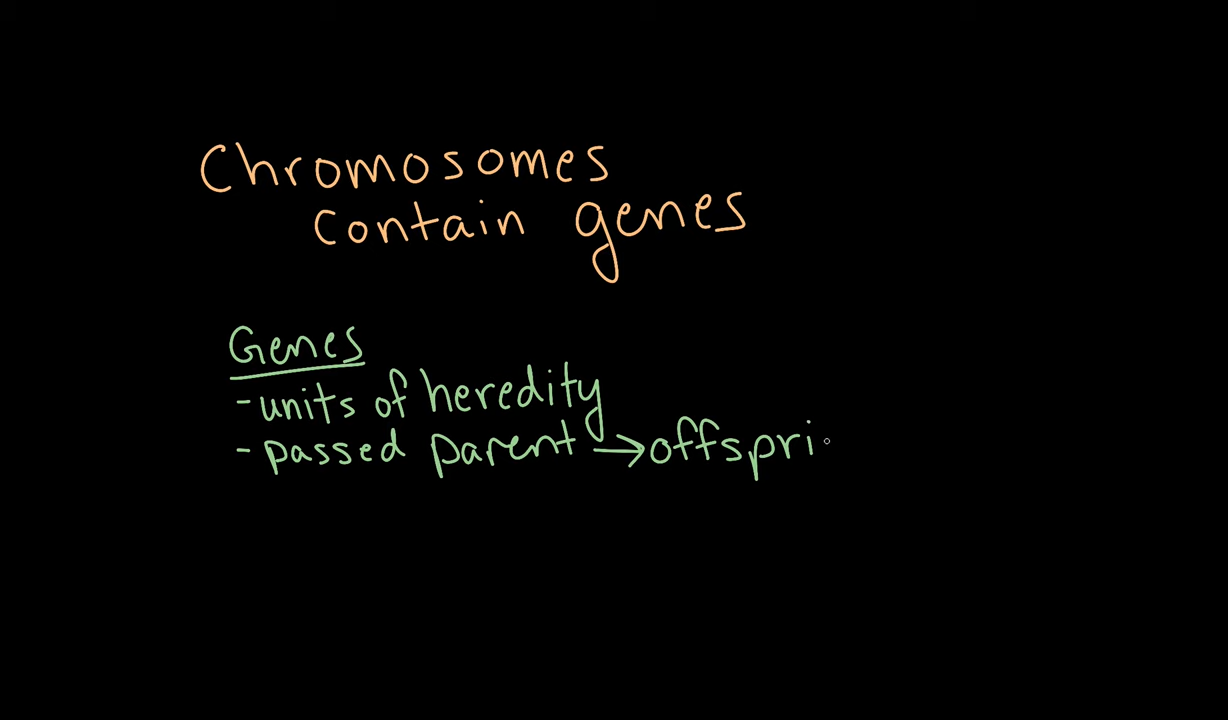 Chromosomes
contain genes
Genes
-units of heredity
-passed parent →offspri